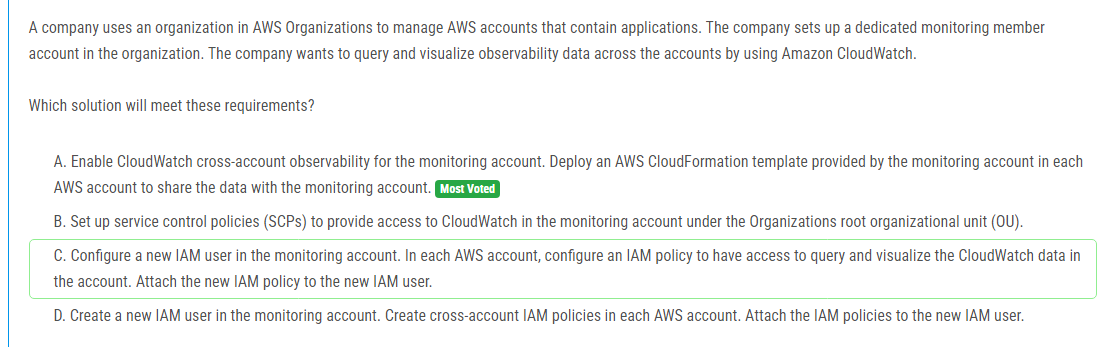 A company uses an organization in AWS Organizations to manage AWS accounts that contain applications. The company sets up a dedicated monitoring member
account in the organization. The company wants to query and visualize observability data across the accounts by using Amazon CloudWatch.
Which solution will meet these requirements?
A. Enable CloudWatch cross-account observability for the monitoring account. Deploy an AWS CloudFormation template provided by the monitoring account in each
AWS account to share the data with the monitoring account. Most Voted
B. Set up service control policies (SCPs) to provide access to CloudWatch in the monitoring account under the Organizations root organizational unit (OU).
C. Configure a new IAM user in the monitoring account. In each AWS account, configure an IAM policy to have access to query and visualize the CloudWatch data in
the account. Attach the new IAM policy to the new IAM user.
D. Create a new IAM user in the monitoring account. Create cross-account IAM policies in each AWS account. Attach the IAM policies to the new IAM user.